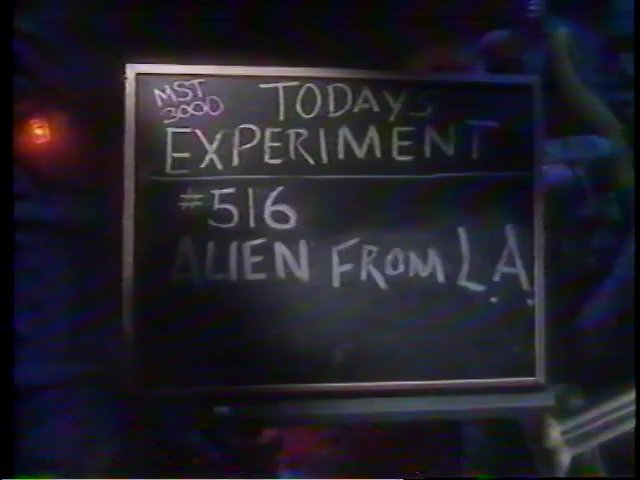 MST
3000
TODAYS
EXPERIMENT
#516
ALIEN FROM L.A.